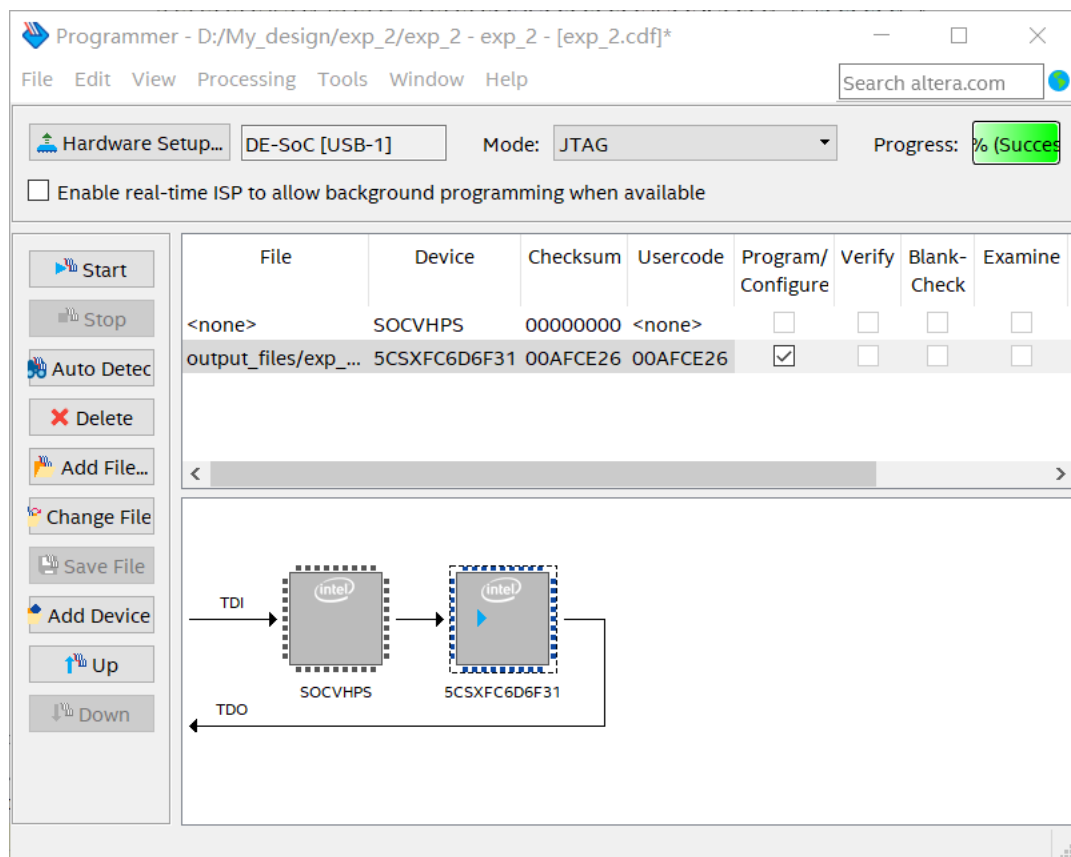 Programmer - D:/My_design/exp_2/exp_2 - exp_2 - [exp_2.cdf]*
File Edit View Processing Tools Window Help
Search altera.com
Hardware Setup... DE-SoC [USB-1] Mode: JTAG Progress: % (Succes
Enable real-time ISP to allow background programming when available
Start
Stop
Auto Detec
Delete
Add File...
Change File
Save File
Add Device
Up
Down
File Device Checksum Usercode Program/ Verify Blank- Examine
Configure Check
<none> SOCVHPS 00000000 <none>
output_files/exp_... 5CSXFC6D6F31 00AFCE26 00AFCE26
TDI
intel
intel
SOCVHPS
5CSXFC6D6F31
TDO